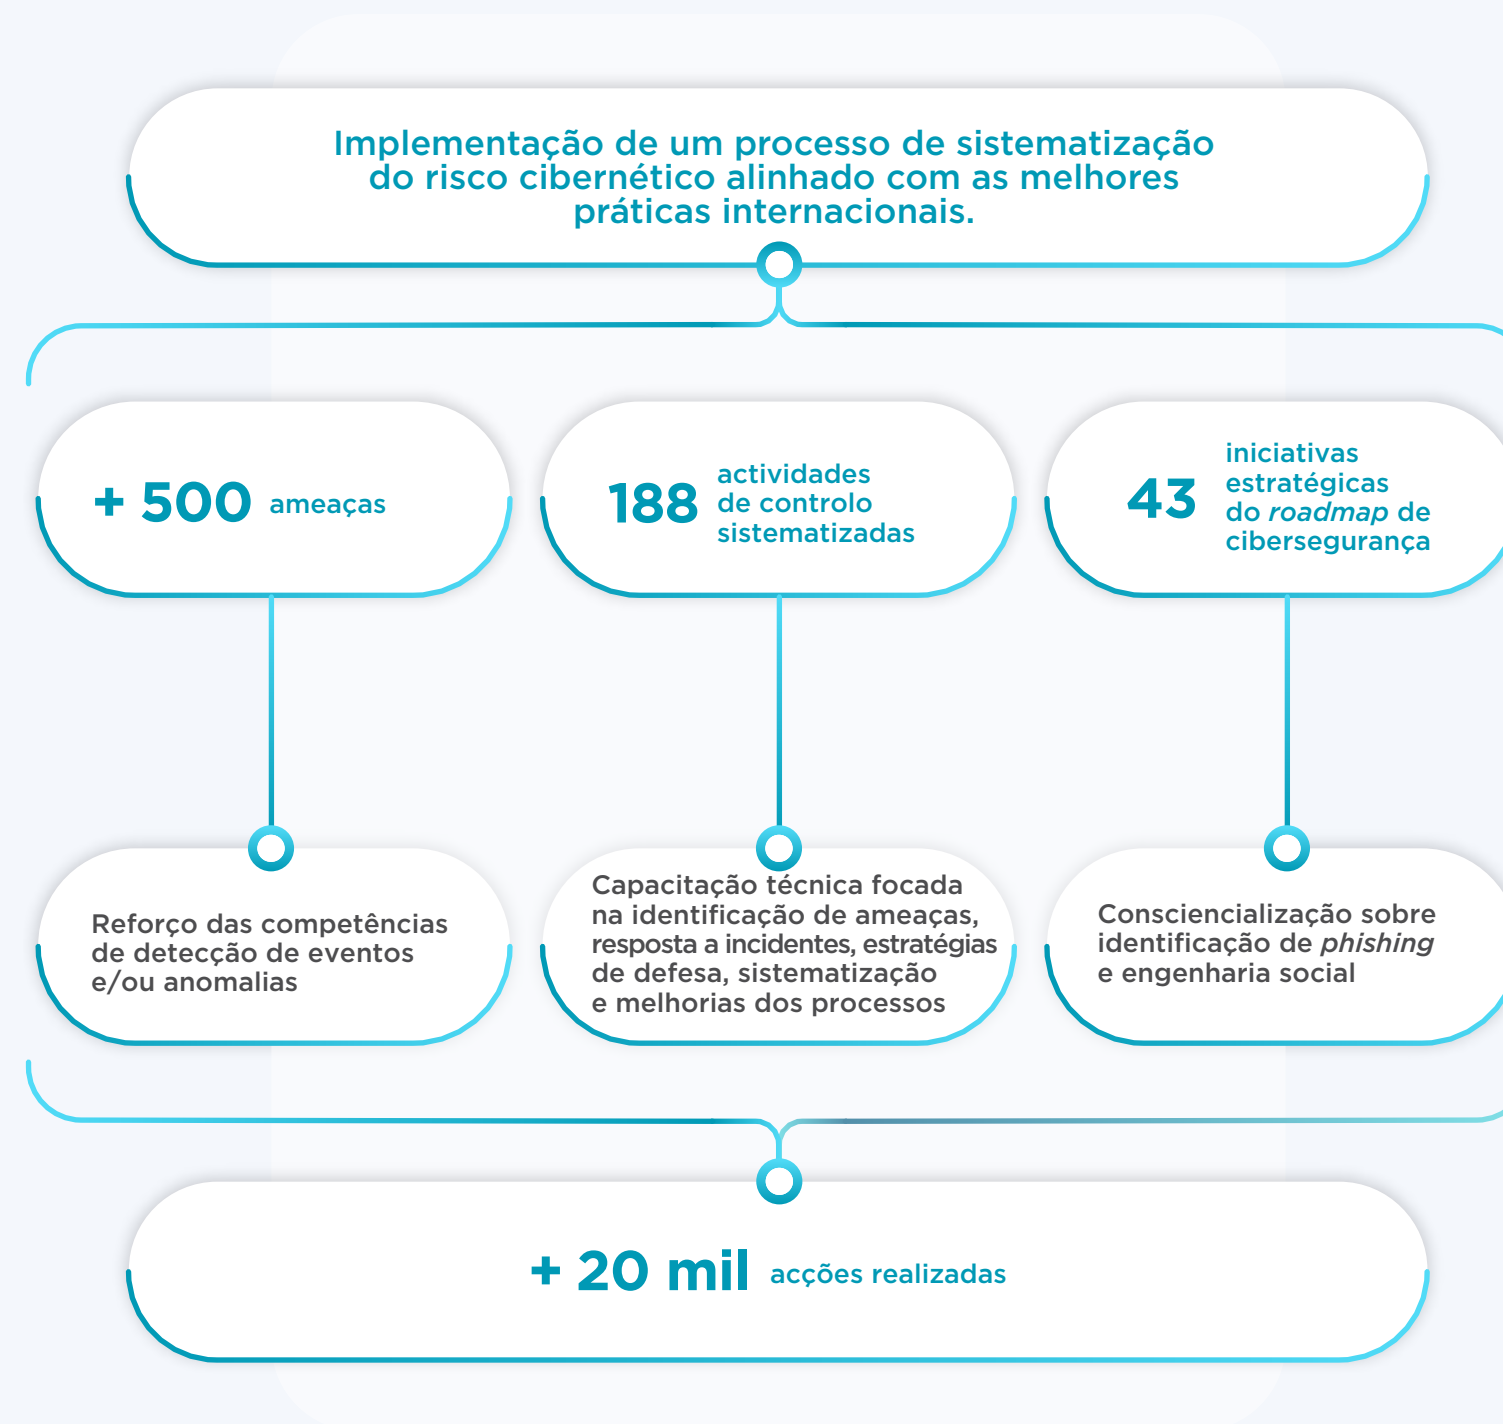 Implementação de um processo de sistematização
do risco cibernético alinhado com as melhores
práticas internacionais.
+ 500 ameaças
188 actividades
de controlo
sistematizadas
43 iniciativas
estratégicas
do roadmap de
cibersegurança
Reforço das competências
de detecção de eventos
e/ou anomalias
Capacitação técnica focada
na identificação de ameaças,
resposta a incidentes, estratégias
de defesa, sistematização
e melhorias dos processos
Consciencialização sobre
identificação de phishing
e engenharia social
+ 20 mil acções realizadas